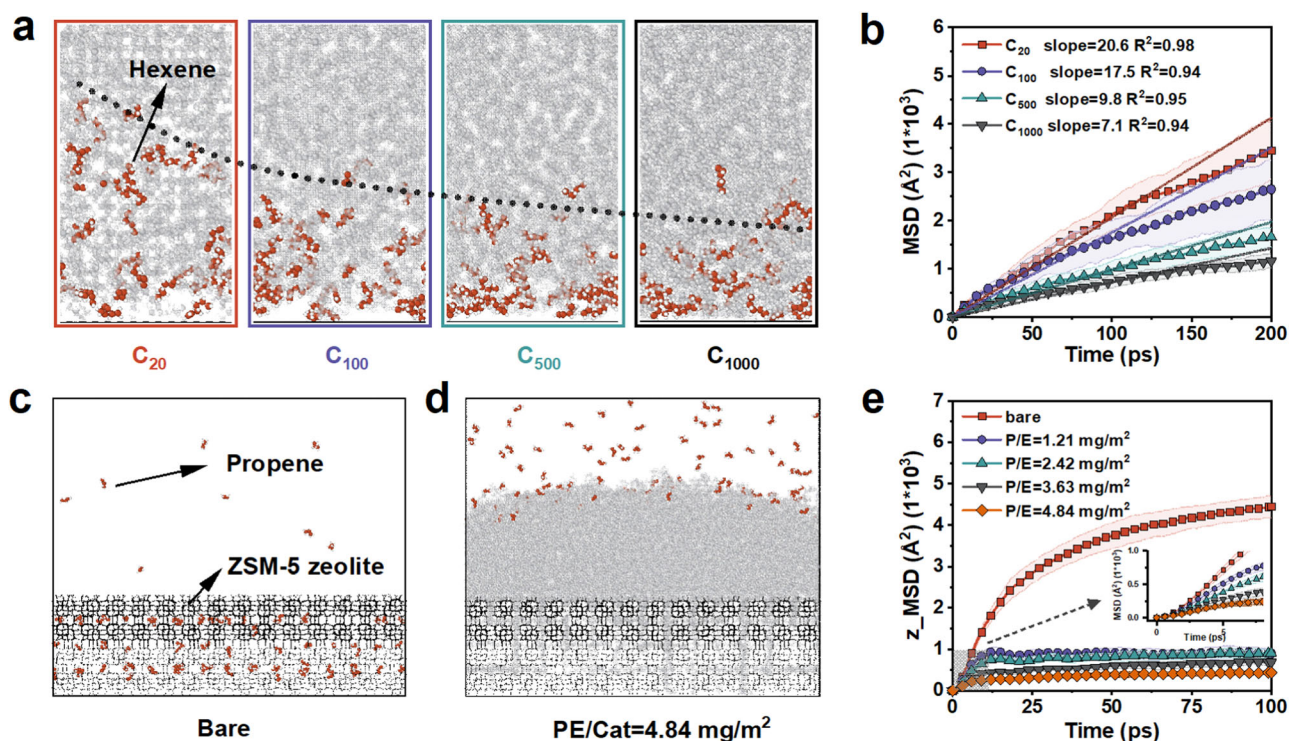 a
Hexene
C₂₀
C₁₀₀
C₅₀₀
C₁₀₀₀
b
6
5
4
3
2
1
0
MSD (Å²) (1*10³)
C₂₀ slope=20.6 R²=0.98
C₁₀₀ slope=17.5 R²=0.94
C₅₀₀ slope=9.8 R²=0.95
C₁₀₀₀ slope=7.1 R²=0.94
0 50 100 150 200
Time (ps)
c
Propene
ZSM-5 zeolite
Bare
d
PE/Cat=4.84 mg/m²
e
7
6
5
4
3
2
1
0
z_MSD (Å²) (1*10³)
bare
P/E=1.21 mg/m²
P/E=2.42 mg/m²
P/E=3.63 mg/m²
P/E=4.84 mg/m²
1.0
0.5
0.0
MSD (Å²) (1*10³)
0 5
Time (ps)
0 25 50 75 100
Time (ps)